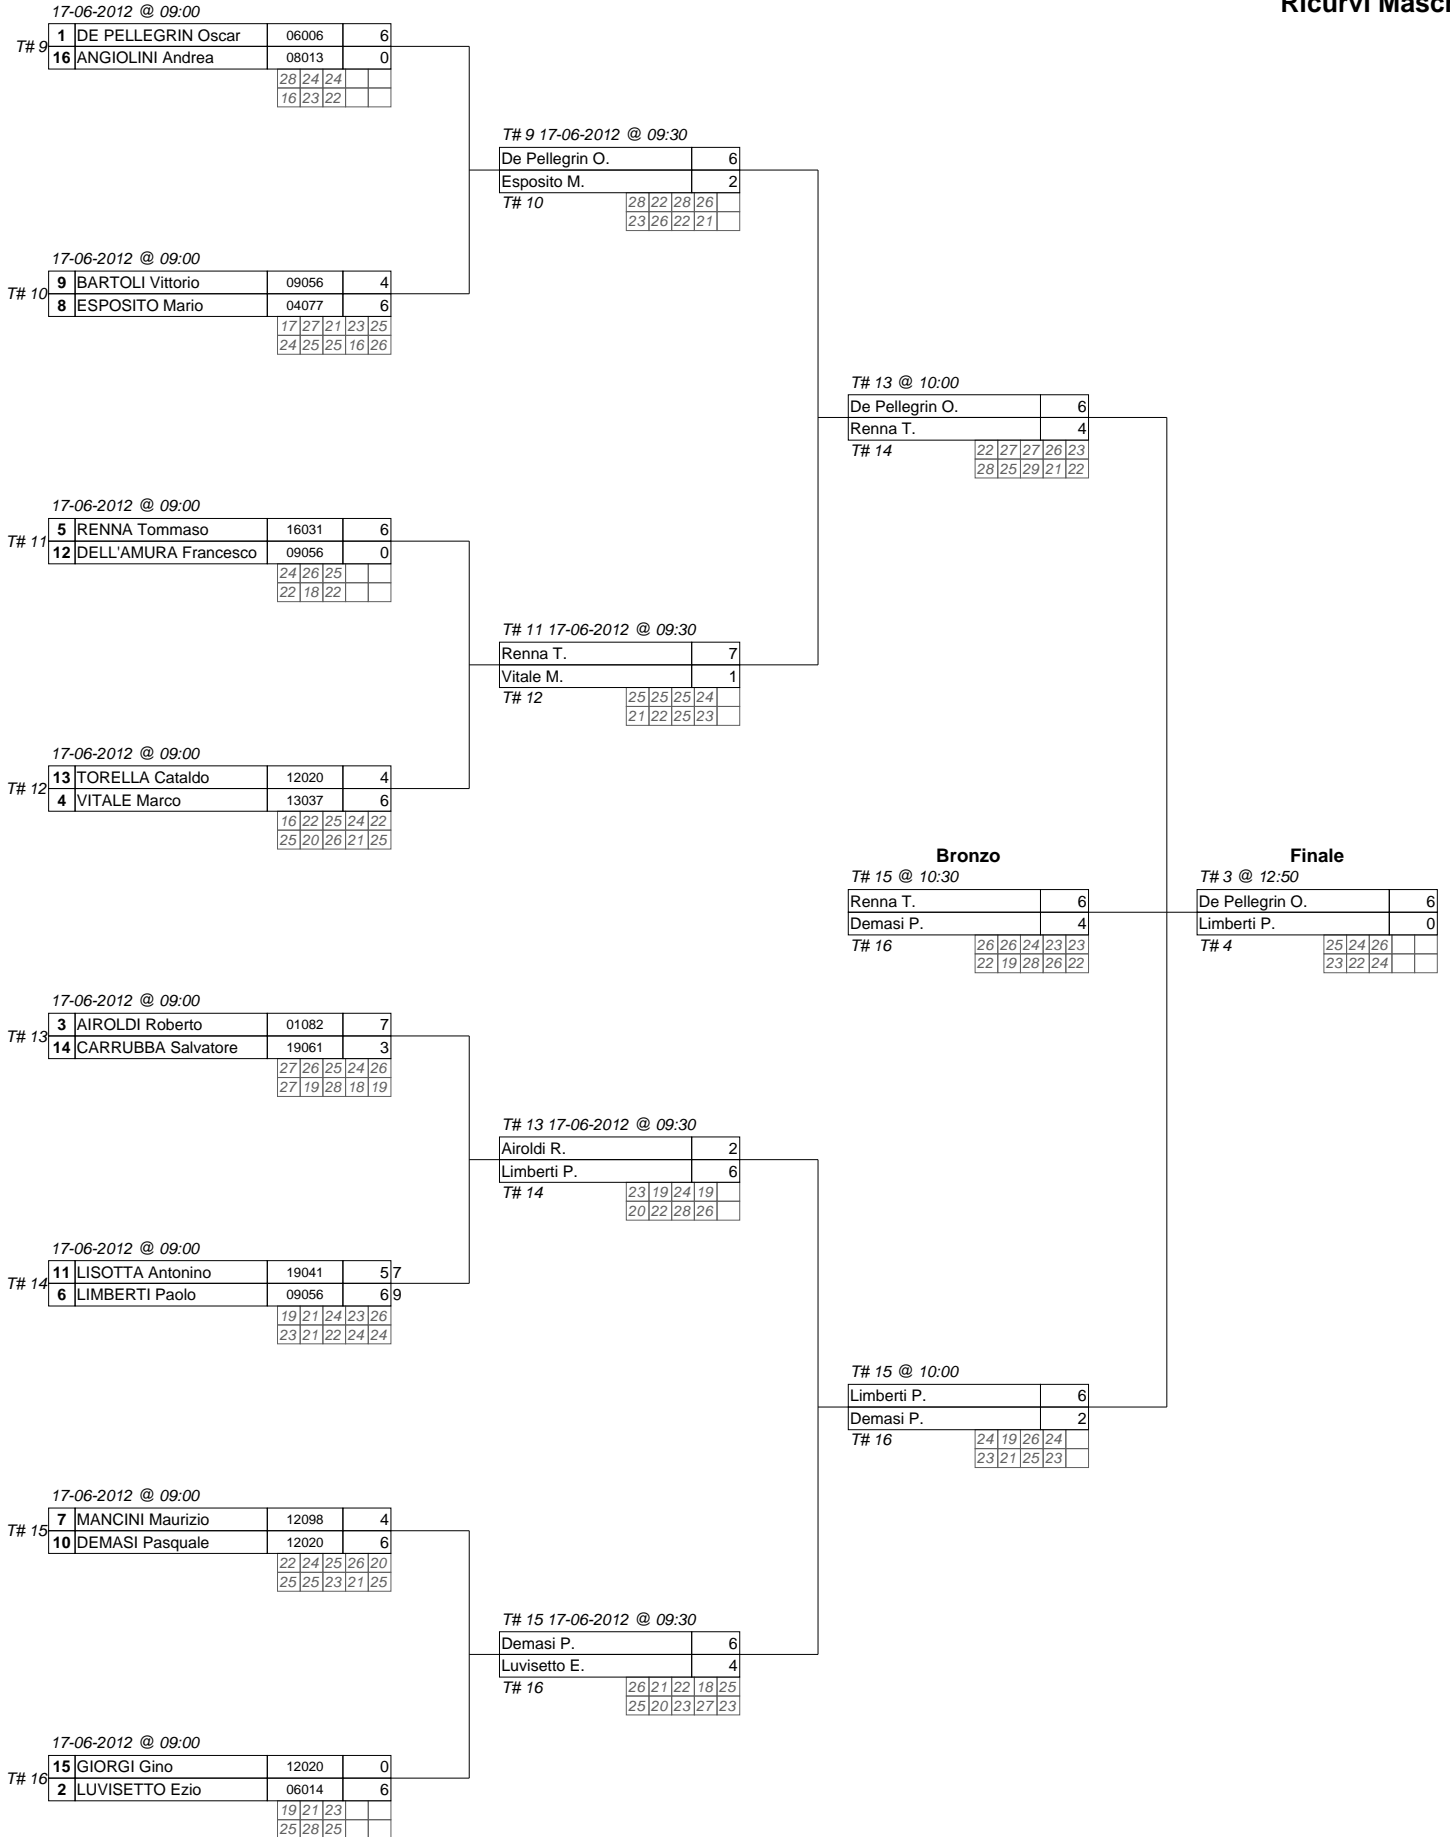 Ricurvi Masc
17-06-2012 @ 09:00
T# 9
1 DE PELLEGRIN Oscar 06006 6
16 ANGIOLINI Andrea 08013 0
28 24 24
16 23 22
T# 9 17-06-2012 @ 09:30
De Pellegrin O. 6
Esposito M. 2
T# 10 28 22 28 26
23 26 22 21
17-06-2012 @ 09:00
T# 10
9 BARTOLI Vittorio 09056 4
8 ESPOSITO Mario 04077 6
17 27 21 23 25
24 25 25 16 26
T# 13 @ 10:00
De Pellegrin O. 6
Renna T. 4
T# 14 22 27 27 26 23
28 25 29 21 22
17-06-2012 @ 09:00
T# 11
5 RENNA Tommaso 16031 6
12 DELL'AMURA Francesco 09056 0
24 26 25
22 18 22
T# 11 17-06-2012 @ 09:30
Renna T. 7
Vitale M. 1
T# 12 25 25 25 24
21 22 25 23
17-06-2012 @ 09:00
T# 12
13 TORELLA Cataldo 12020 4
4 VITALE Marco 13037 6
16 22 25 24 22
25 20 26 21 25
Bronzo
T# 15 @ 10:30
Renna T. 6
Demasi P. 4
T# 16 26 26 24 23 23
22 19 28 26 22
Finale
T# 3 @ 12:50
De Pellegrin O. 6
Limberti P. 0
T# 4 25 24 26
23 22 24
17-06-2012 @ 09:00
T# 13
3 AIROLDI Roberto 01082 7
14 CARRUBBA Salvatore 19061 3
27 26 25 24 26
27 19 28 18 19
T# 13 17-06-2012 @ 09:30
Airoldi R. 2
Limberti P. 6
T# 14 23 19 24 19
20 22 28 26
17-06-2012 @ 09:00
T# 14
11 LISOTTA Antonino 19041 5 7
6 LIMBERTI Paolo 09056 6 9
19 21 24 23 26
23 21 22 24 24
T# 15 @ 10:00
Limberti P. 6
Demasi P. 2
T# 16 24 19 26 24
23 21 25 23
17-06-2012 @ 09:00
T# 15
7 MANCINI Maurizio 12098 4
10 DEMASI Pasquale 12020 6
22 24 25 26 20
25 25 23 21 25
T# 15 17-06-2012 @ 09:30
Demasi P. 6
Luvisetto E. 4
T# 16 26 21 22 18 25
25 20 23 27 23
17-06-2012 @ 09:00
T# 16
15 GIORGI Gino 12020 0
2 LUVISETTO Ezio 06014 6
19 21 23
25 28 25